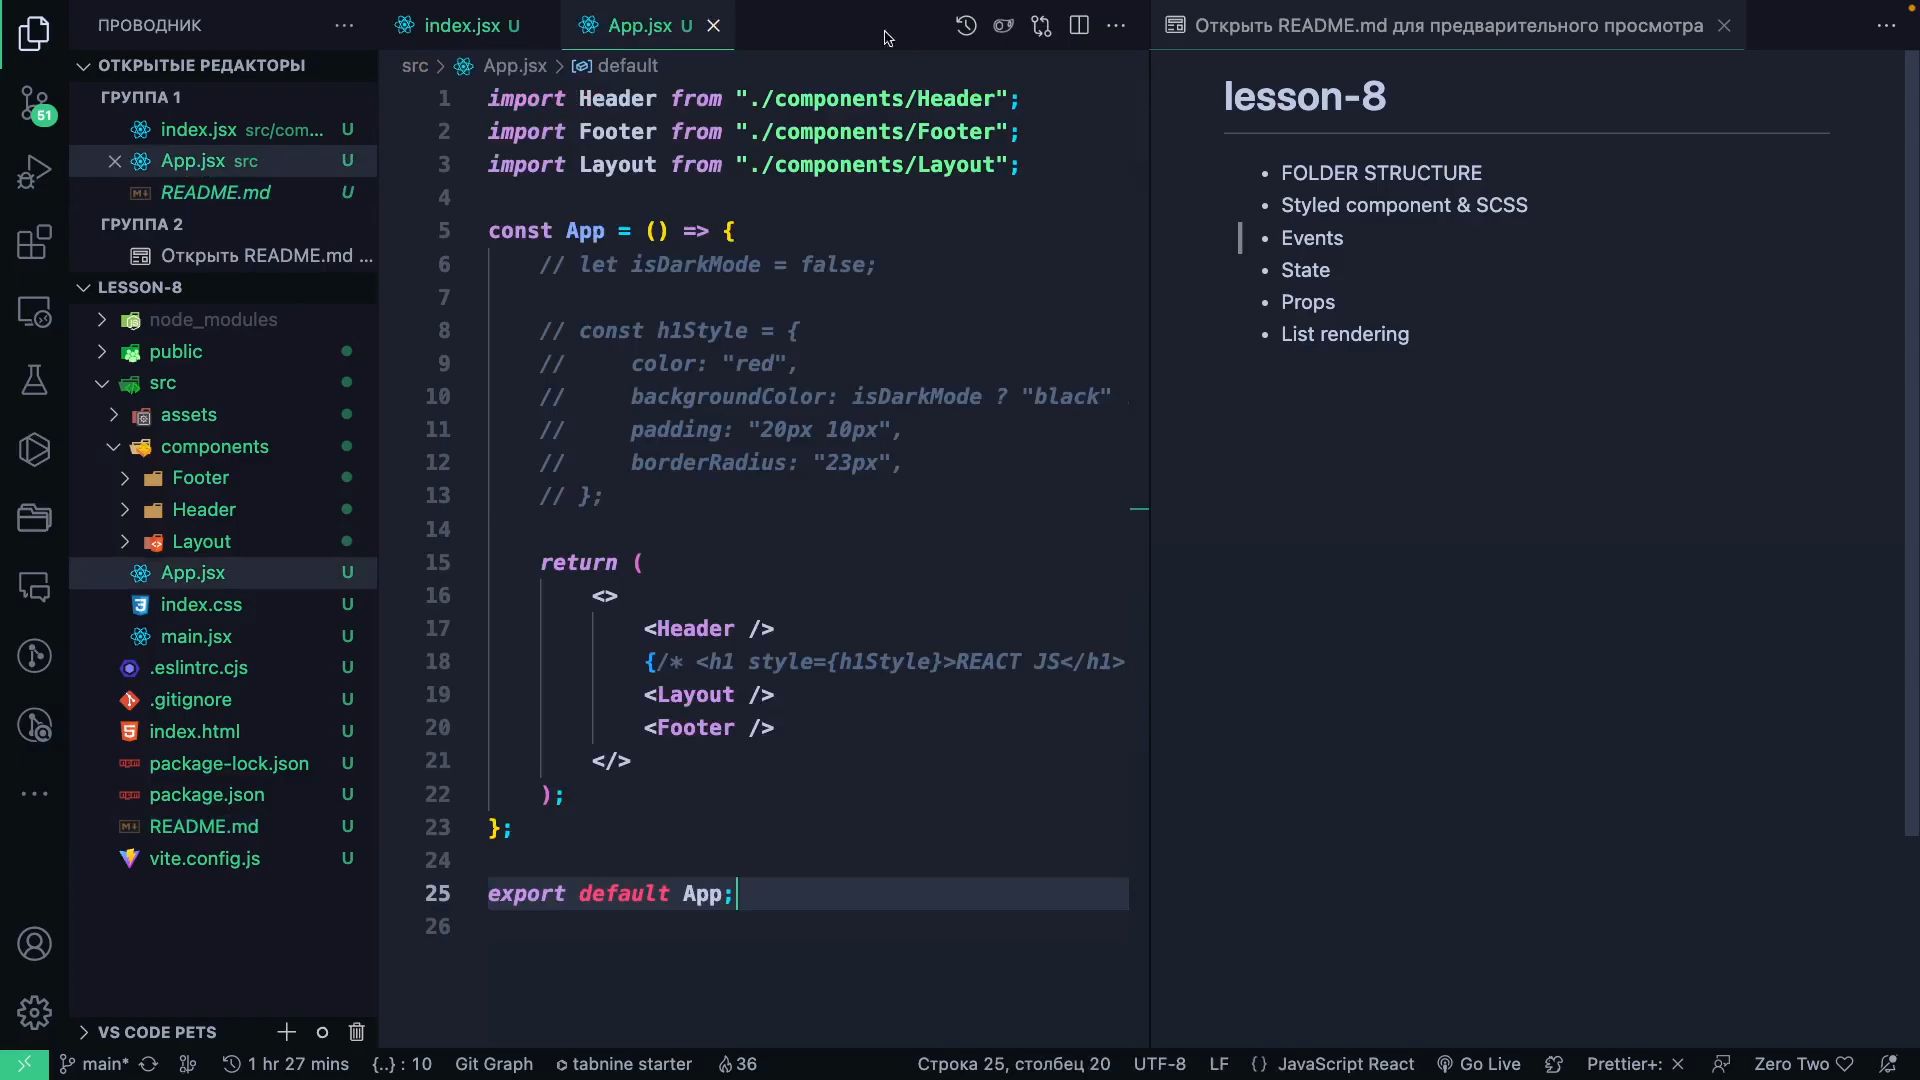 ПРОВОДНИК
ОТКРЫТЫЕ РЕДАКТОРЫ
ГРУППА 1
index.jsx src/com... U
App.jsx src U
README.md U
ГРУППА 2
Открыть README.md ...
LESSON-8
node_modules
public
src
assets
components
Footer
Header
Layout
App.jsx U
index.css U
main.jsx U
.eslintrc.cjs U
.gitignore U
index.html U
package-lock.json U
package.json U
README.md U
vite.config.js U
VS CODE PETS
51
index.jsx U
App.jsx U
src > App.jsx > default
1 import Header from "./components/Header";
2 import Footer from "./components/Footer";
3 import Layout from "./components/Layout";
4
5 const App = () => {
6 // let isDarkMode = false;
7
8 // const h1Style = {
9 // color: "red",
10 // backgroundColor: isDarkMode ? "black"
11 // padding: "20px 10px",
12 // borderRadius: "23px",
13 // };
14
15 return (
16 <>
17 <Header />
18 {/* <h1 style={h1Style}>REACT JS</h1>
19 <Layout />
20 <Footer />
21 </>
22 );
23 };
24
25 export default App;
26
Открыть README.md для предварительного просмотра
lesson-8
• FOLDER STRUCTURE
• Styled component & SCSS
• Events
• State
• Props
• List rendering
main* 1 hr 27 mins {..} : 10 Git Graph tabnine starter 36 Строка 25, столбец 20 UTF-8 LF JavaScript React Go Live Prettier+: × Zero Two